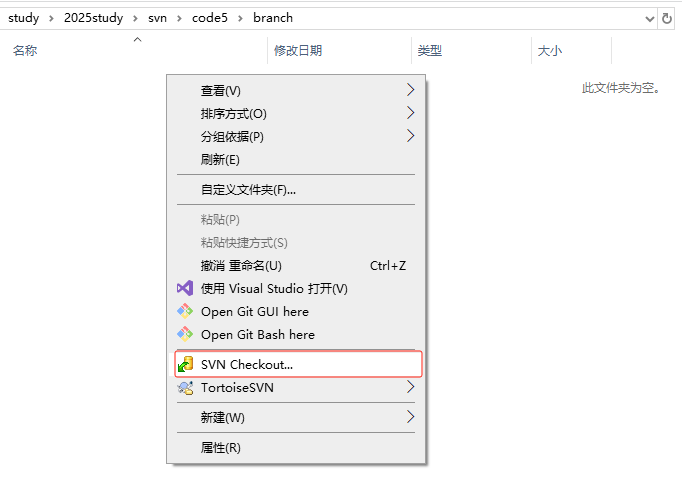 study > 2025study > svn > code5 > branch
名称 修改日期 类型 大小
此文件夹为空。
查看(V)
排序方式(O)
分组依据(P)
刷新(E)
自定义文件夹(F)...
粘贴(P)
粘贴快捷方式(S)
撤消 重命名(U) Ctrl+Z
使用 Visual Studio 打开(V)
Open Git GUI here
Open Git Bash here
SVN Checkout...
TortoiseSVN
新建(W)
属性(R)